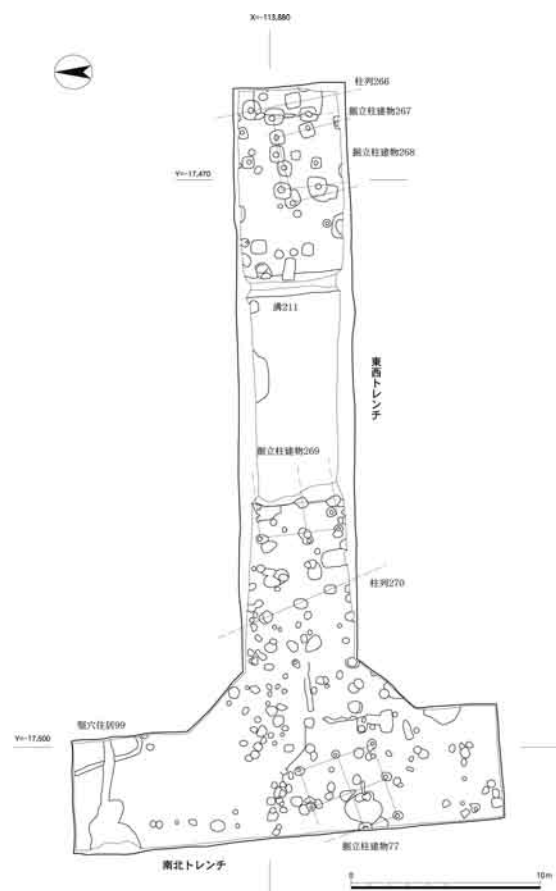 X=-113,880
柱列266
掘立柱建物267
掘立柱建物268
Y=-17,470
溝211
東西トレンチ
掘立柱建物269
柱列270
竪穴住居99
Y=-17,500
掘立柱建物77
南北トレンチ
0 10m